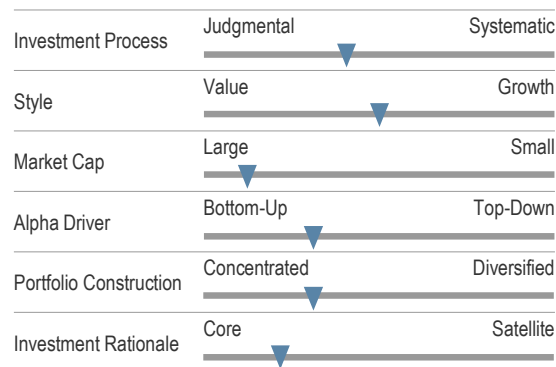 Investment Process
Judgmental Systematic
Style
Value Growth
Market Cap
Large Small
Alpha Driver
Bottom-Up Top-Down
Portfolio Construction
Concentrated Diversified
Investment Rationale
Core Satellite